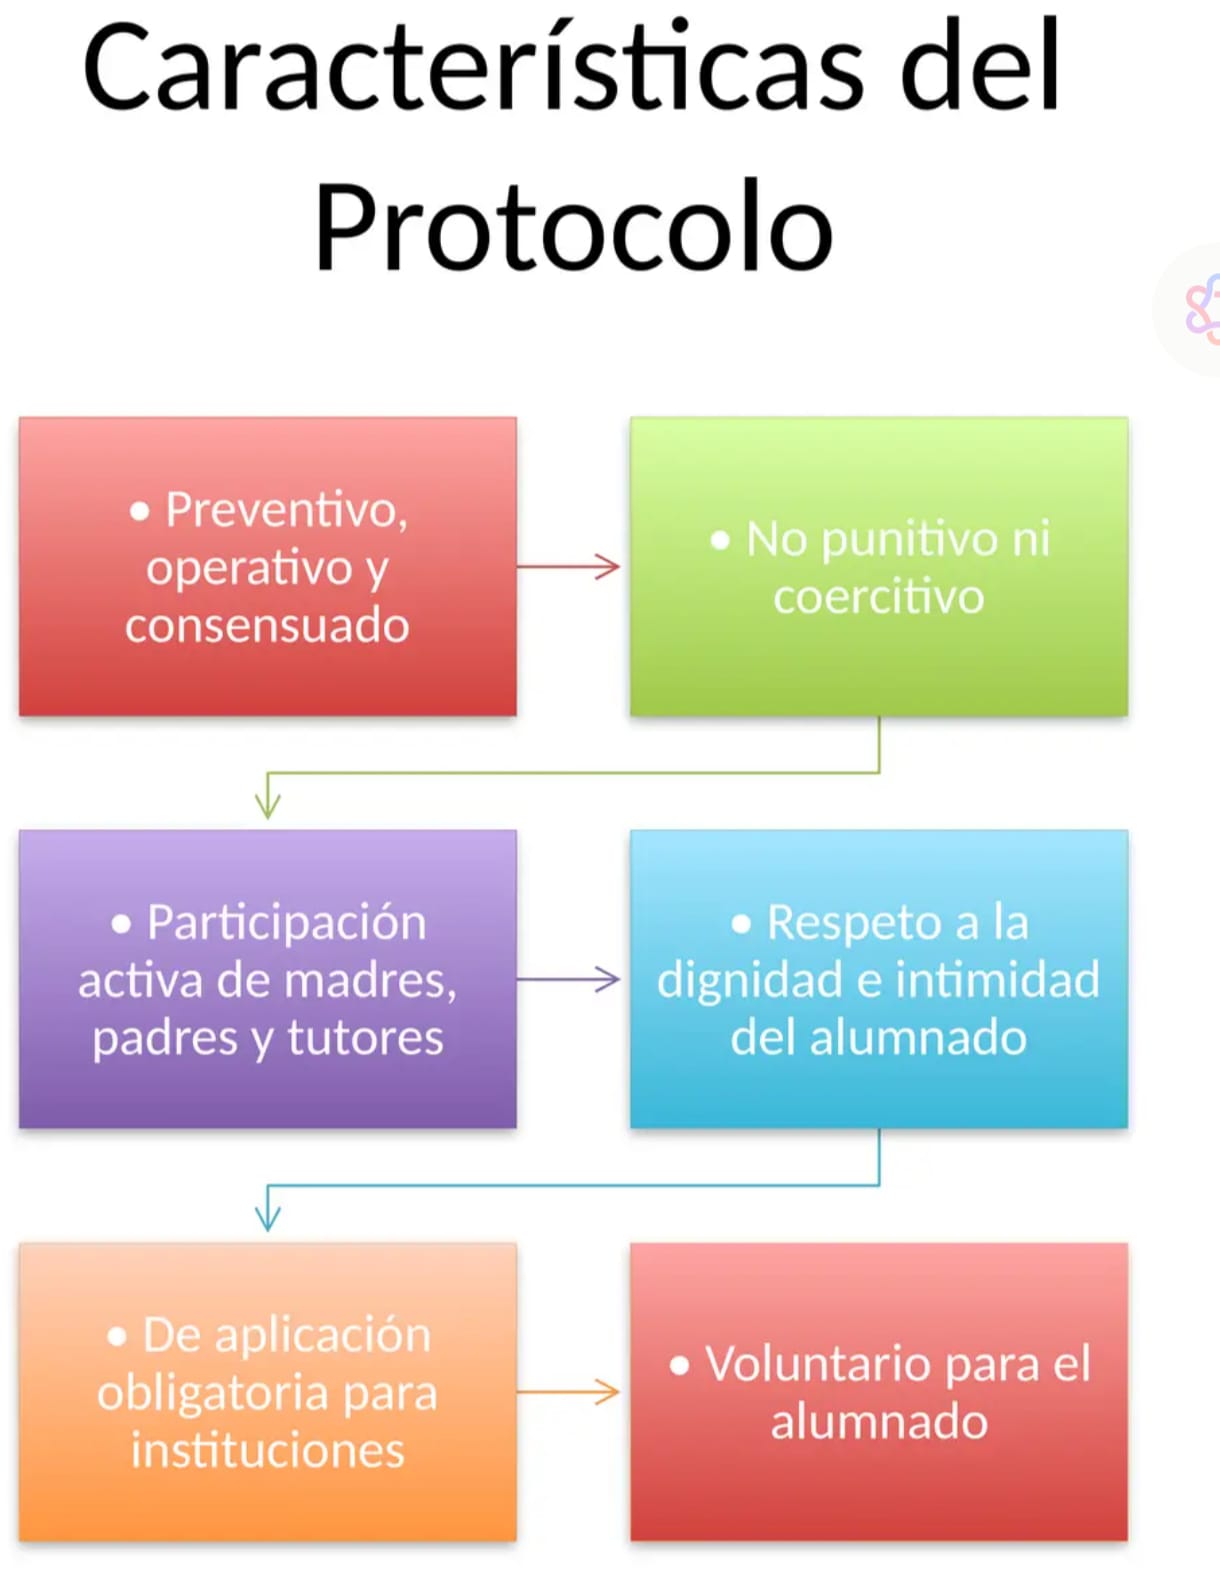 Características del
Protocolo
• Preventivo,
operativo y
consensuado
• No punitivo ni
coercitivo
• Participación
activa de madres,
padres y tutores
• Respeto a la
dignidad e intimidad
del alumnado
• De aplicación
obligatoria para
instituciones
• Voluntario para el
alumnado